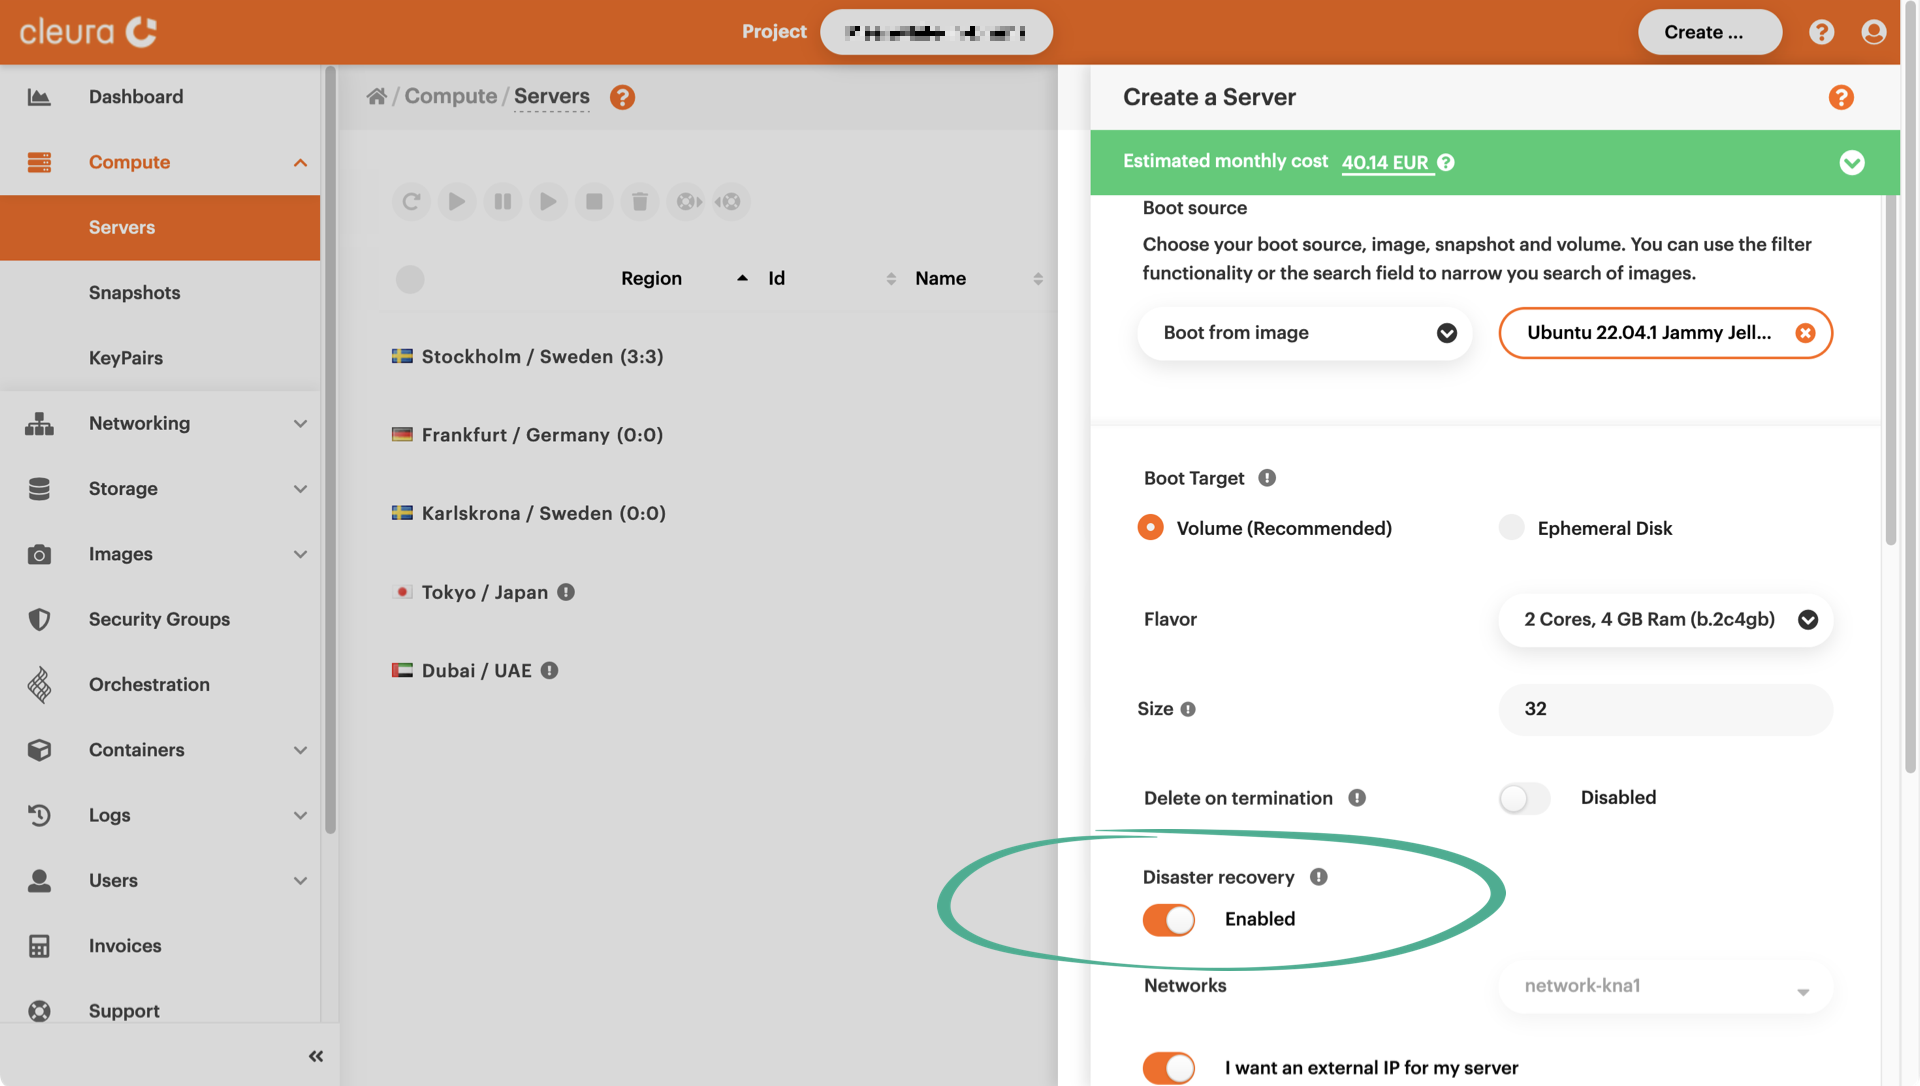 cleura
Project
Create ...
Dashboard
Compute
Servers
Snapshots
KeyPairs
Networking
Storage
Images
Security Groups
Orchestration
Containers
Logs
Users
Invoices
Support
/ Compute / Servers
Region Id Name
Stockholm / Sweden (3:3)
Frankfurt / Germany (0:0)
Karlskrona / Sweden (0:0)
Tokyo / Japan
Dubai / UAE
Create a Server
Estimated monthly cost 40.14 EUR
Boot source
Choose your boot source, image, snapshot and volume. You can use the filter
functionality or the search field to narrow you search of images.
Boot from image
Ubuntu 22.04.1 Jammy Jell...
Boot Target
Volume (Recommended)
Ephemeral Disk
Flavor
2 Cores, 4 GB Ram (b.2c4gb)
Size
32
Delete on termination
Disabled
Disaster recovery
Enabled
Networks
network-kna1
I want an external IP for my server